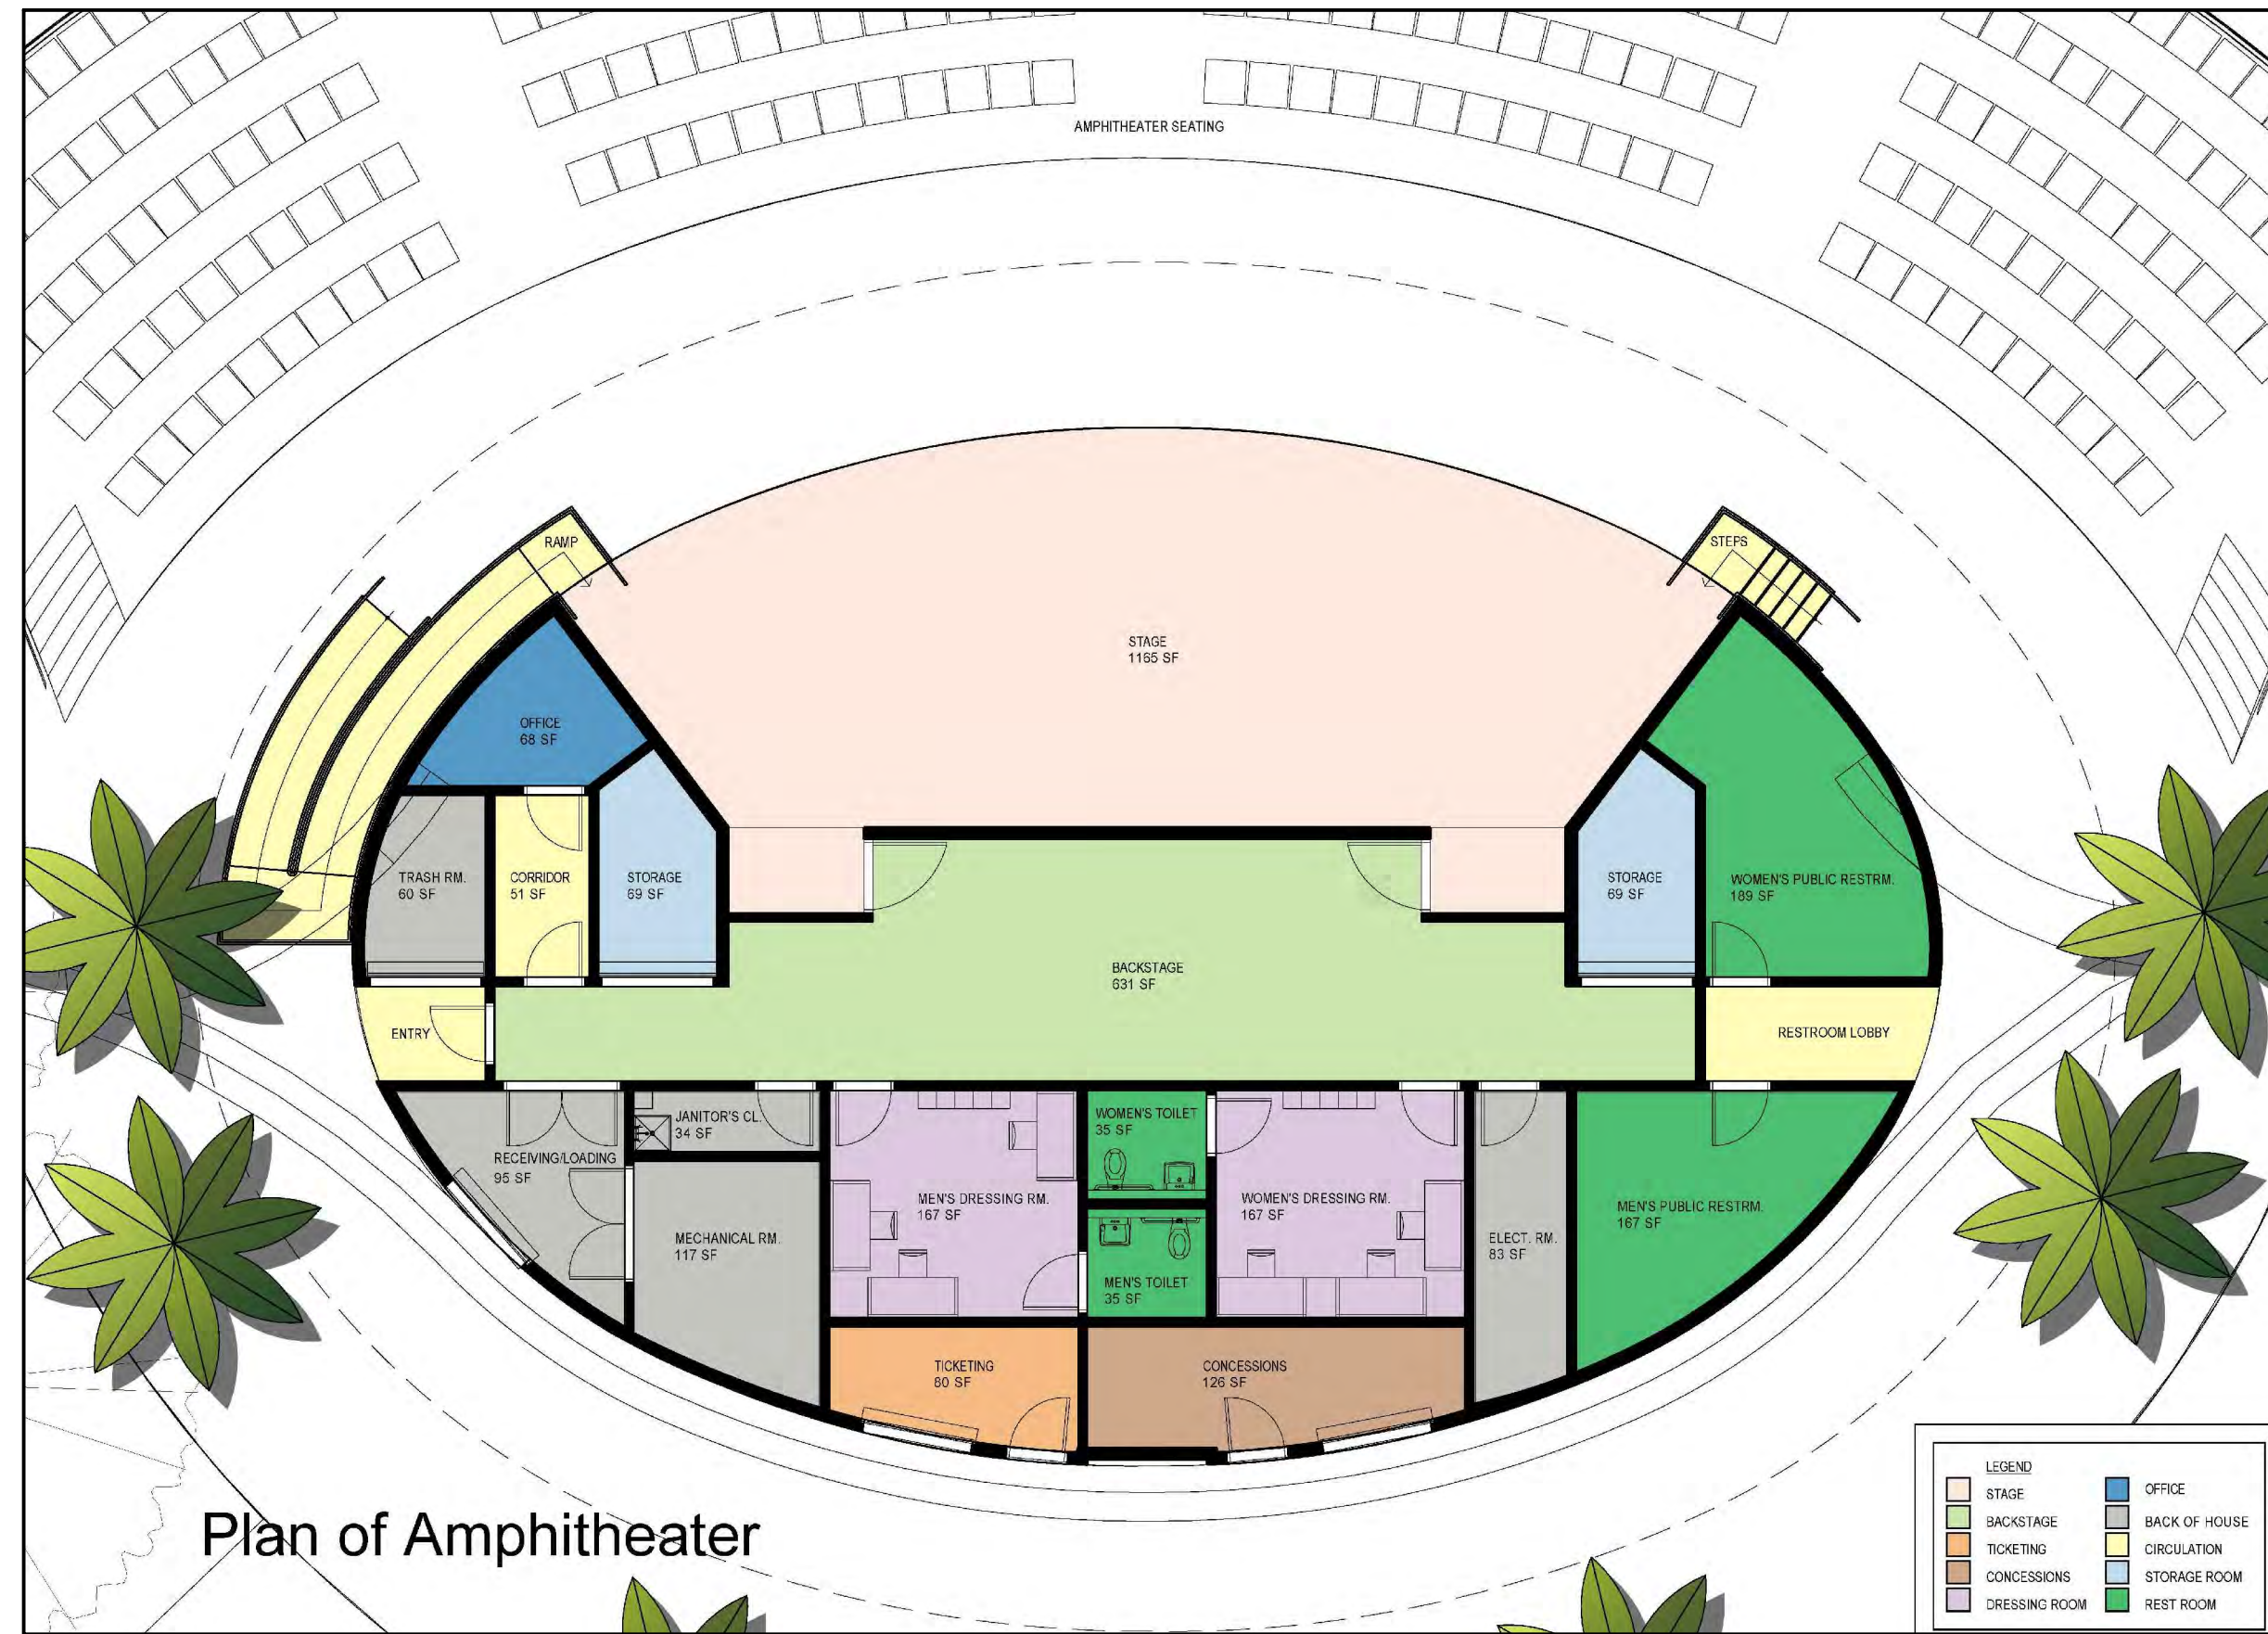 AMPHITHEATER SEATING
RAMP
STEPS
STAGE
1165 SF
OFFICE
68 SF
TRASH RM.
60 SF
CORRIDOR
51 SF
STORAGE
69 SF
STORAGE
69 SF
WOMEN'S PUBLIC RESTRM.
189 SF
BACKSTAGE
631 SF
ENTRY
RESTROOM LOBBY
JANITOR'S CL.
34 SF
WOMEN'S TOILET
35 SF
RECEIVING/LOADING
95 SF
MEN'S DRESSING RM.
167 SF
WOMEN'S DRESSING RM.
167 SF
MEN'S PUBLIC RESTRM.
167 SF
MECHANICAL RM.
117 SF
ELECT. RM.
83 SF
MEN'S TOILET
35 SF
TICKETING
80 SF
CONCESSIONS
126 SF
Plan of Amphitheater
LEGEND
STAGE
BACKSTAGE
TICKETING
CONCESSIONS
DRESSING ROOM
OFFICE
BACK OF HOUSE
CIRCULATION
STORAGE ROOM
REST ROOM